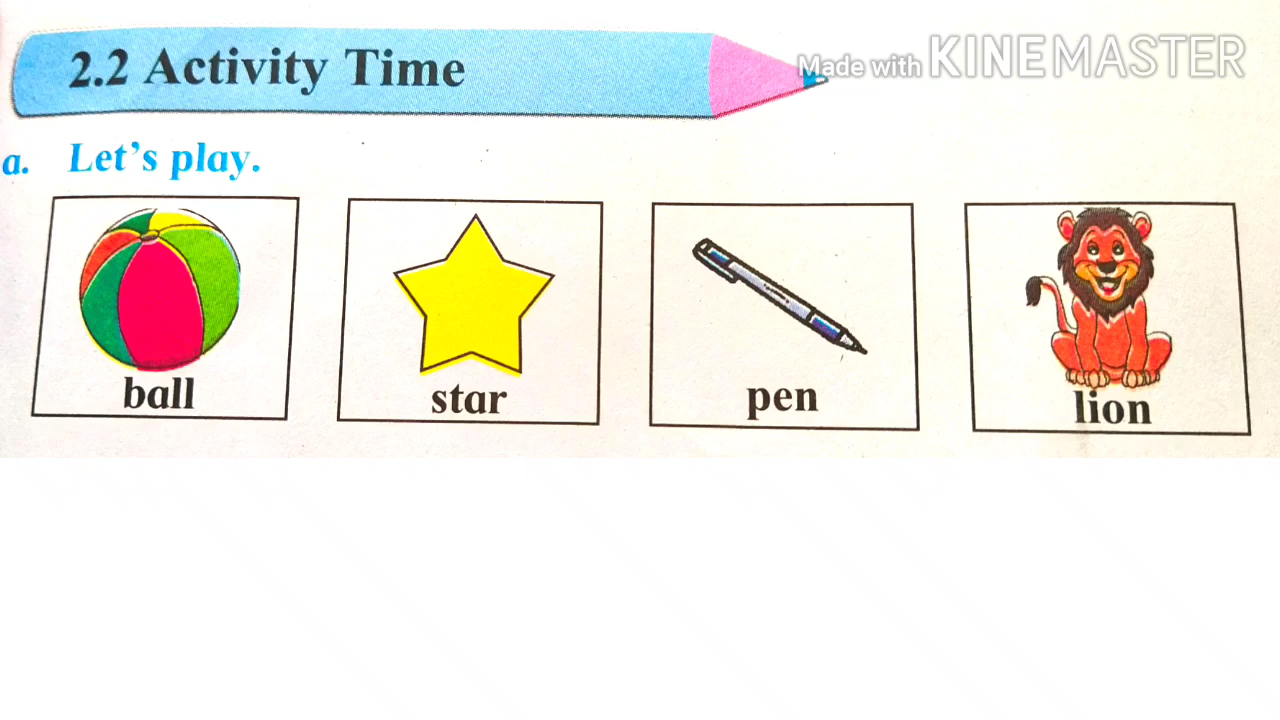 2.2 Activity Time
Made with KINEMASTER
a. Let's play.
ball star pen lion